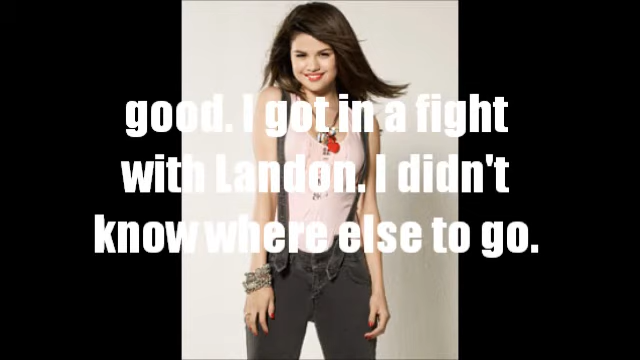 good. I got in a fight
with Landon. I didn't
know where else to go.